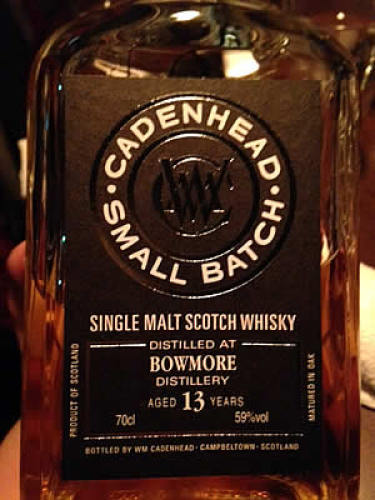 CADENHEAD
SMALL BATCH
SINGLE MALT SCOTCH WHISKY
DISTILLED AT
BOWMORE
DISTILLERY
AGED 13 YEARS
70cl 59%vol
BOTTLED BY WM CADENHEAD · CAMPBELTOWN · SCOTLAND
PRODUCT OF SCOTLAND
MATURED IN OAK